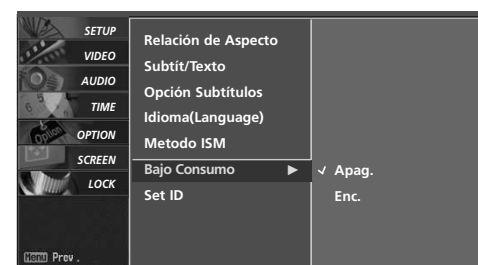 SETUP
VIDEO
AUDIO
TIME
OPTION
SCREEN
LOCK
Menu Prev.
Relación de Aspecto
Subtít/Texto
Opción Subtítulos
Idioma(Language)
Metodo ISM
Bajo Consumo ▶
Set ID
✓ Apag.
Enc.